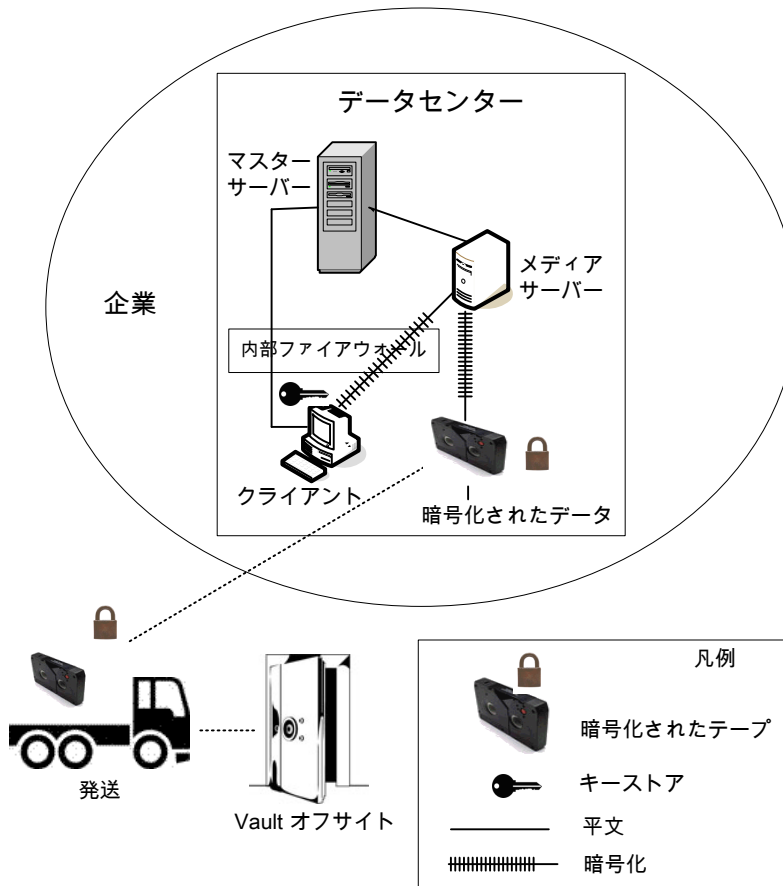 データセンター
マスター
サーバー
メディア
サーバー
企業
内部ファイアウォール
クライアント
暗号化されたデータ
凡例
暗号化されたテープ
キーストア
発送
平文
Vault オフサイト
暗号化